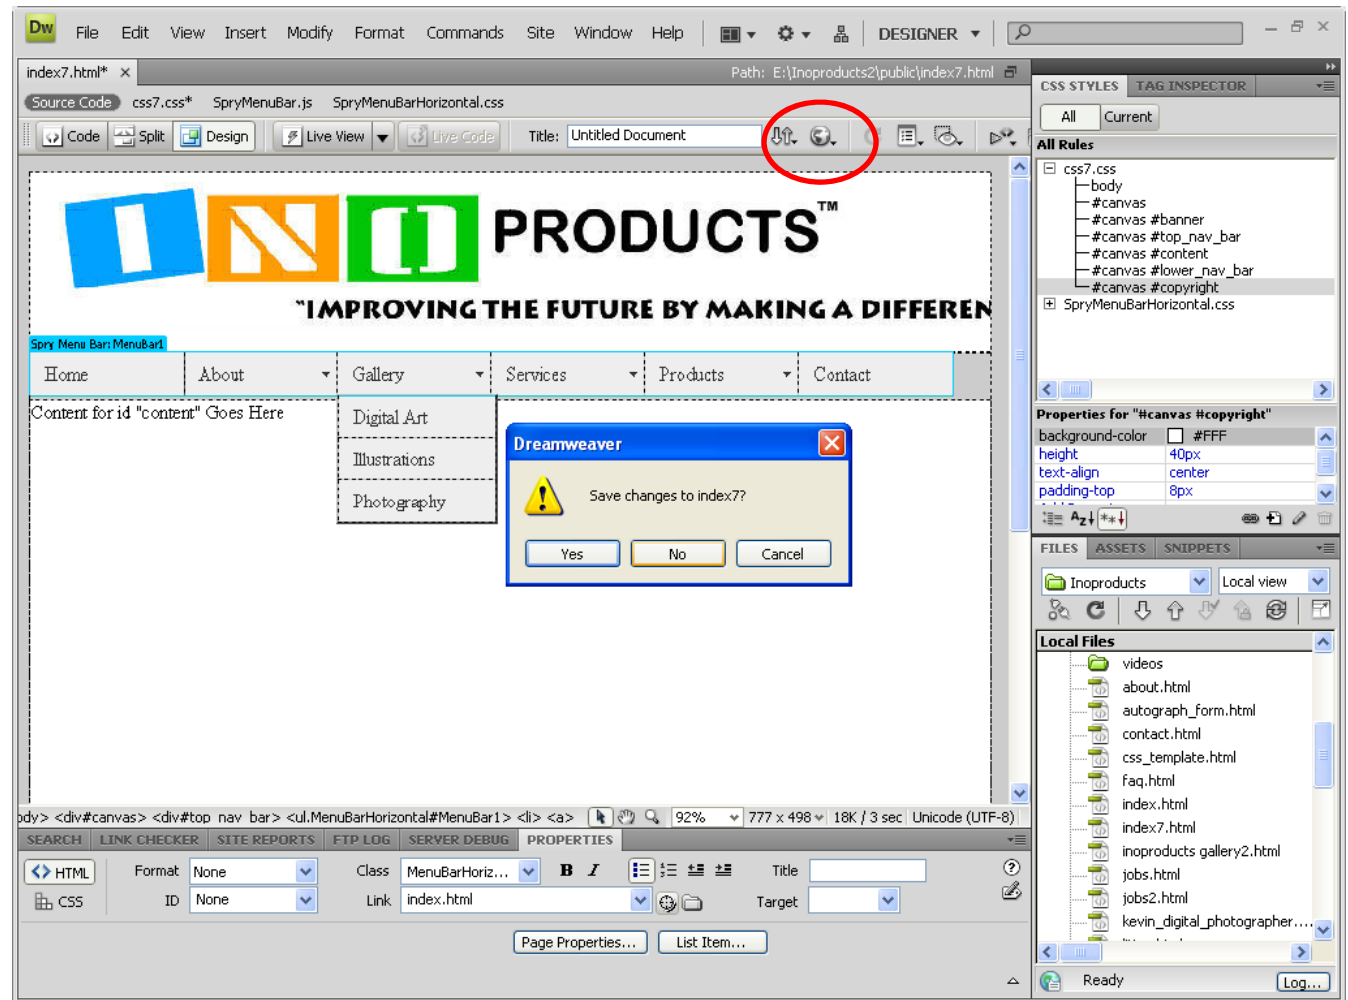 Dw File Edit View Insert Modify Format Commands Site Window Help DESIGNER
index7.html* × Path: E:\Inoproducts2\public\index7.html
Source Code css7.css* SpryMenuBar.js SpryMenuBarHorizontal.css
Code Split Design Live View Live Code Title: Untitled Document
INO PRODUCTS™
"IMPROVING THE FUTURE BY MAKING A DIFFEREN
Spry Menu Bar: MenuBar1
Home About Gallery Services Products Contact
Content for id "content" Goes Here
Digital Art
Illustrations
Photography
Dreamweaver
Save changes to index7?
Yes No Cancel
<div#canvas> <div#top_nav_bar> <ul.MenuBarHorizontal#MenuBar1> <li> <a> 92% 777 x 498 18K / 3 sec Unicode (UTF-8)
SEARCH LINK CHECKER SITE REPORTS FTP LOG SERVER DEBUG PROPERTIES
<> HTML Format None Class MenuBarHoriz... B I Title
CSS ID None Link index.html Target
Page Properties... List Item...
CSS STYLES TAG INSPECTOR
All Current
All Rules
css7.css
body
#canvas
#canvas #banner
#canvas #top_nav_bar
#canvas #content
#canvas #lower_nav_bar
#canvas #copyright
SpryMenuBarHorizontal.css
Properties for "#canvas #copyright"
background-color #FFF
height 40px
text-align center
padding-top 8px
FILES ASSETS SNIPPETS
Inoproducts Local view
Local Files
videos
about.html
autograph_form.html
contact.html
css_template.html
faq.html
index.html
index7.html
inoproducts gallery2.html
jobs.html
jobs2.html
kevin_digital_photographer....
Ready Log...